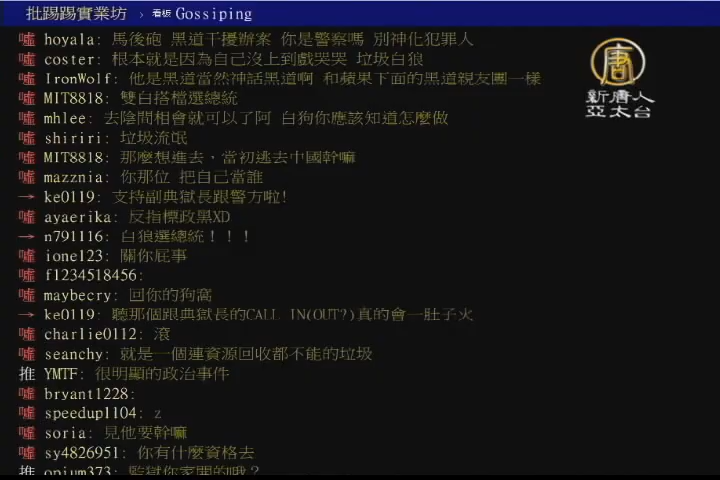 批踢踢實業坊 › 看板 Gossiping
噓 hoyala: 馬後砲 黑道干擾辦案 你是警察嗎 別神化犯罪人
噓 coster: 根本就是因為自己沒上到戲哭哭 垃圾白狼
噓 IronWolf: 他是黑道當然神話黑道啊 和蘋果下面的黑道親友團一樣
噓 MIT8818: 雙白搭檔選總統
噓 mhlee: 去陰間相會就可以了阿 白狗你應該知道怎麼做
噓 shiriri: 垃圾流氓
噓 MIT8818: 那麼想進去，當初逃去中國幹嘛
噓 mazznia: 你那位 把自己當誰
→ ke0119: 支持副典獄長跟警方啦!
噓 ayaerika: 反指標政黑XD
→ n791116: 白狼選總統！！！
噓 ione123: 關你屁事
噓 f1234518456:
噓 maybecry: 回你的狗窩
→ ke0119: 聽那個跟典獄長的CALL IN(OUT?)真的會一肚子火
噓 charlie0112: 滾
噓 seanchy: 就是一個連資源回收都不能的垃圾
推 YMTF: 很明顯的政治事件
噓 bryant1228:
噓 speedup1104: z
噓 soria: 見他要幹嘛
噓 sy4826951: 你有什麼資格去
推 opium373: 監獄你家開的哦？
唐
新唐人
亞太台